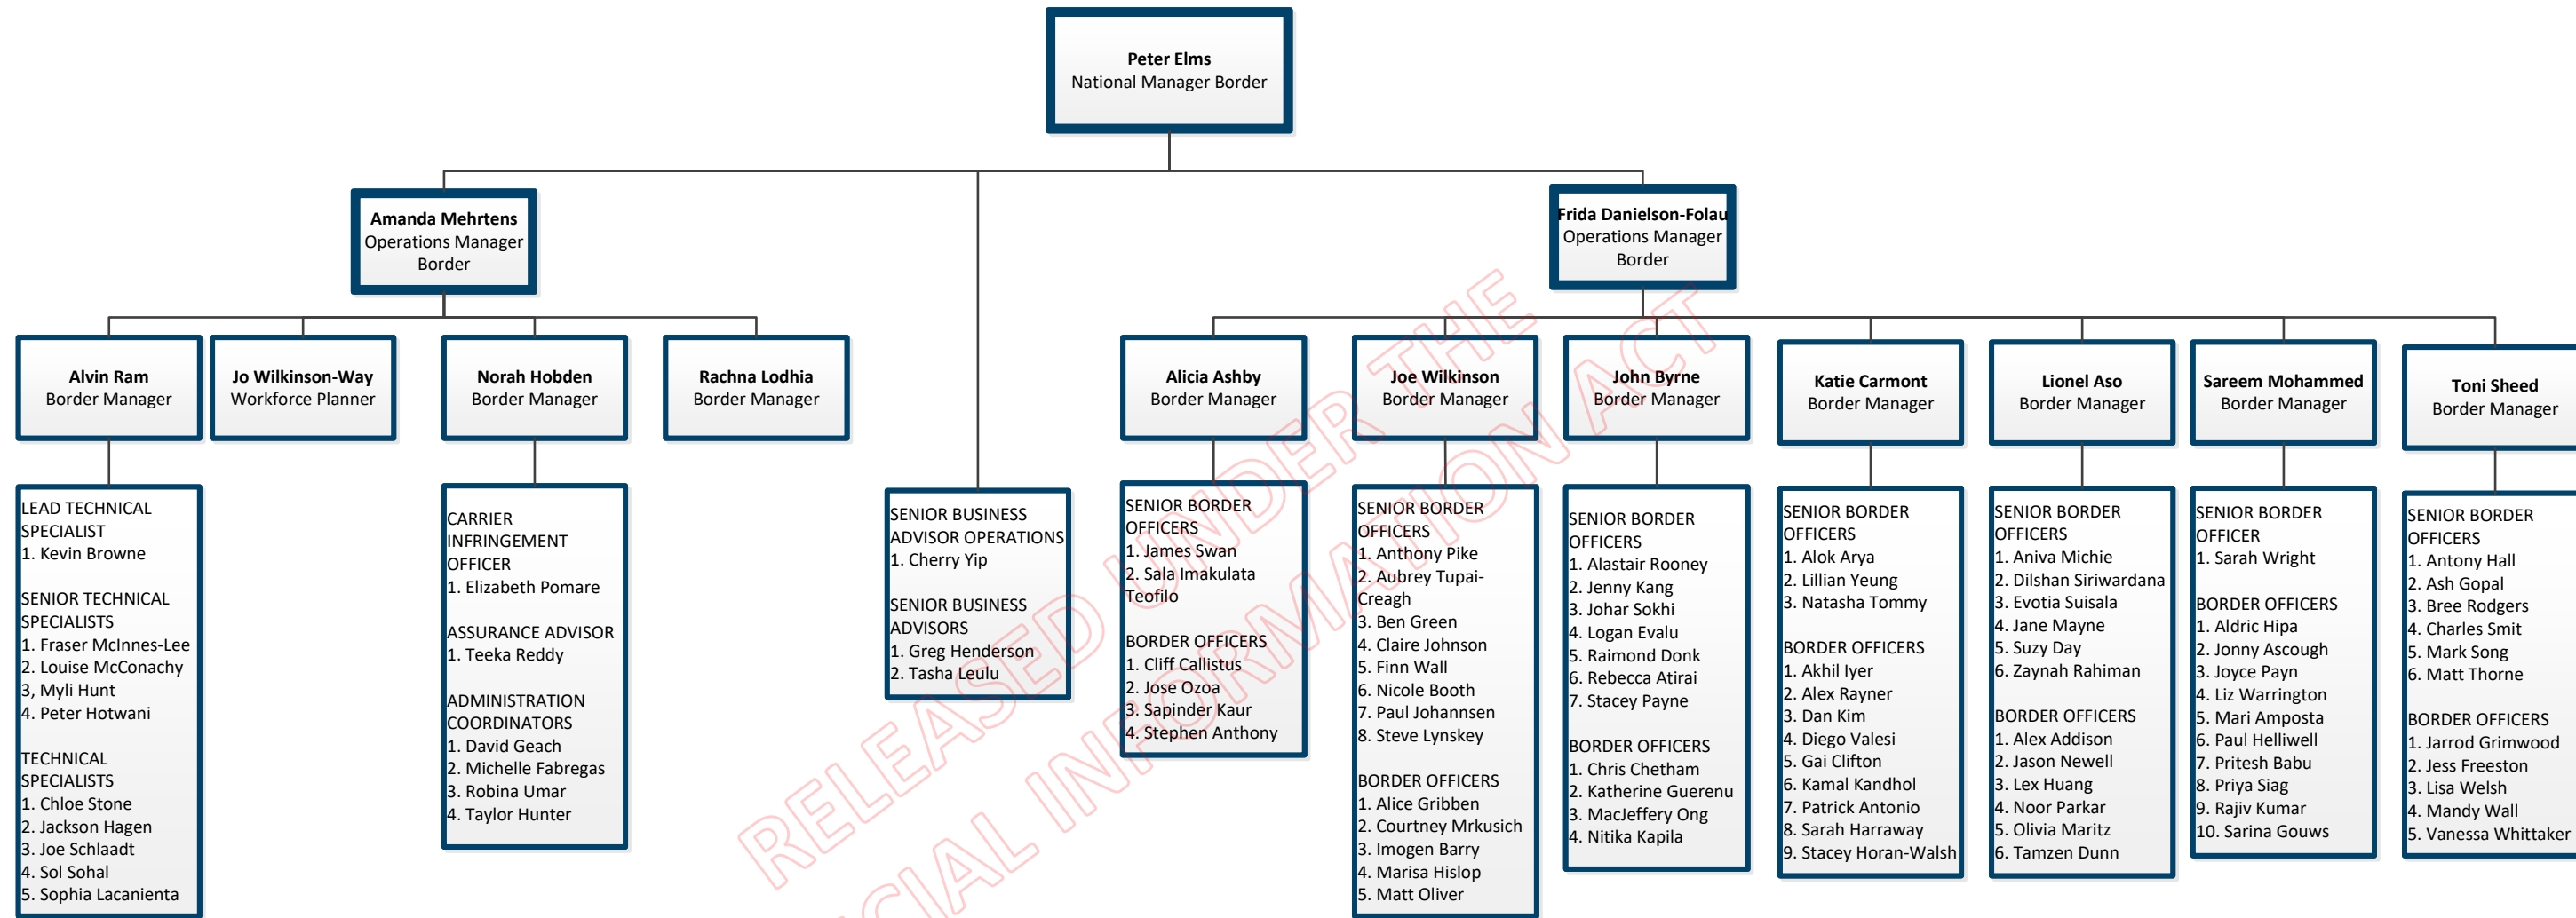 Peter Elms
National Manager Border
Amanda Mehrtens
Operations Manager
Border
Frida Danielson-Folau
Operations Manager
Border
Alvin Ram
Border Manager
Jo Wilkinson-Way
Workforce Planner
Norah Hobden
Border Manager
Rachna Lodhia
Border Manager
Alicia Ashby
Border Manager
Joe Wilkinson
Border Manager
John Byrne
Border Manager
Katie Carmont
Border Manager
Lionel Aso
Border Manager
Sareem Mohammed
Border Manager
Toni Sheed
Border Manager
LEAD TECHNICAL
SPECIALIST
1. Kevin Browne
SENIOR TECHNICAL
SPECIALISTS
1. Fraser McInnes-Lee
2. Louise McConachy
3, Myli Hunt
4. Peter Hotwani
TECHNICAL
SPECIALISTS
1. Chloe Stone
2. Jackson Hagen
3. Joe Schlaadt
4. Sol Sohal
5. Sophia Lacanienta
CARRIER
INFRINGEMENT
OFFICER
1. Elizabeth Pomare
ASSURANCE ADVISOR
1. Teeka Reddy
ADMINISTRATION
COORDINATORS
1. David Geach
2. Michelle Fabregas
3. Robina Umar
4. Taylor Hunter
SENIOR BUSINESS
ADVISOR OPERATIONS
1. Cherry Yip
SENIOR BUSINESS
ADVISORS
1. Greg Henderson
2. Tasha Leulu
SENIOR BORDER
OFFICERS
1. James Swan
2. Sala Imakulata
Teofilo
BORDER OFFICERS
1. Cliff Callistus
2. Jose Ozoa
3. Sapinder Kaur
4. Stephen Anthony
SENIOR BORDER
OFFICERS
1. Anthony Pike
2. Aubrey Tupai-
Creagh
3. Ben Green
4. Claire Johnson
5. Finn Wall
6. Nicole Booth
7. Paul Johannsen
8. Steve Lynskey
BORDER OFFICERS
1. Alice Gribben
2. Courtney Mrkusich
3. Imogen Barry
4. Marisa Hislop
5. Matt Oliver
SENIOR BORDER
OFFICERS
1. Alastair Rooney
2. Jenny Kang
3. Johar Sokhi
4. Logan Evalu
5. Raimond Donk
6. Rebecca Atirai
7. Stacey Payne
BORDER OFFICERS
1. Chris Chetham
2. Katherine Guerenu
3. MacJeffery Ong
4. Nitika Kapila
SENIOR BORDER
OFFICERS
1. Alok Arya
2. Lillian Yeung
3. Natasha Tommy
BORDER OFFICERS
1. Akhil Iyer
2. Alex Rayner
3. Dan Kim
4. Diego Valesi
5. Gai Clifton
6. Kamal Kandhol
7. Patrick Antonio
8. Sarah Harraway
9. Stacey Horan-Walsh
SENIOR BORDER
OFFICERS
1. Aniva Michie
2. Dilshan Siriwardana
3. Evotia Suisala
4. Jane Mayne
5. Suzy Day
6. Zaynah Rahiman
BORDER OFFICERS
1. Alex Addison
2. Jason Newell
3. Lex Huang
4. Noor Parkar
5. Olivia Maritz
6. Tamzen Dunn
SENIOR BORDER
OFFICER
1. Sarah Wright
BORDER OFFICERS
1. Aldric Hipa
2. Jonny Ascough
3. Joyce Payn
4. Liz Warrington
5. Mari Amposta
6. Paul Helliwell
7. Pritesh Babu
8. Priya Siag
9. Rajiv Kumar
10. Sarina Gouws
SENIOR BORDER
OFFICERS
1. Antony Hall
2. Ash Gopal
3. Bree Rodgers
4. Charles Smit
5. Mark Song
6. Matt Thorne
BORDER OFFICERS
1. Jarrod Grimwood
2. Jess Freeston
3. Lisa Welsh
4. Mandy Wall
5. Vanessa Whittaker
RELEASED UNDER THE
CIAL INFORMATION ACT